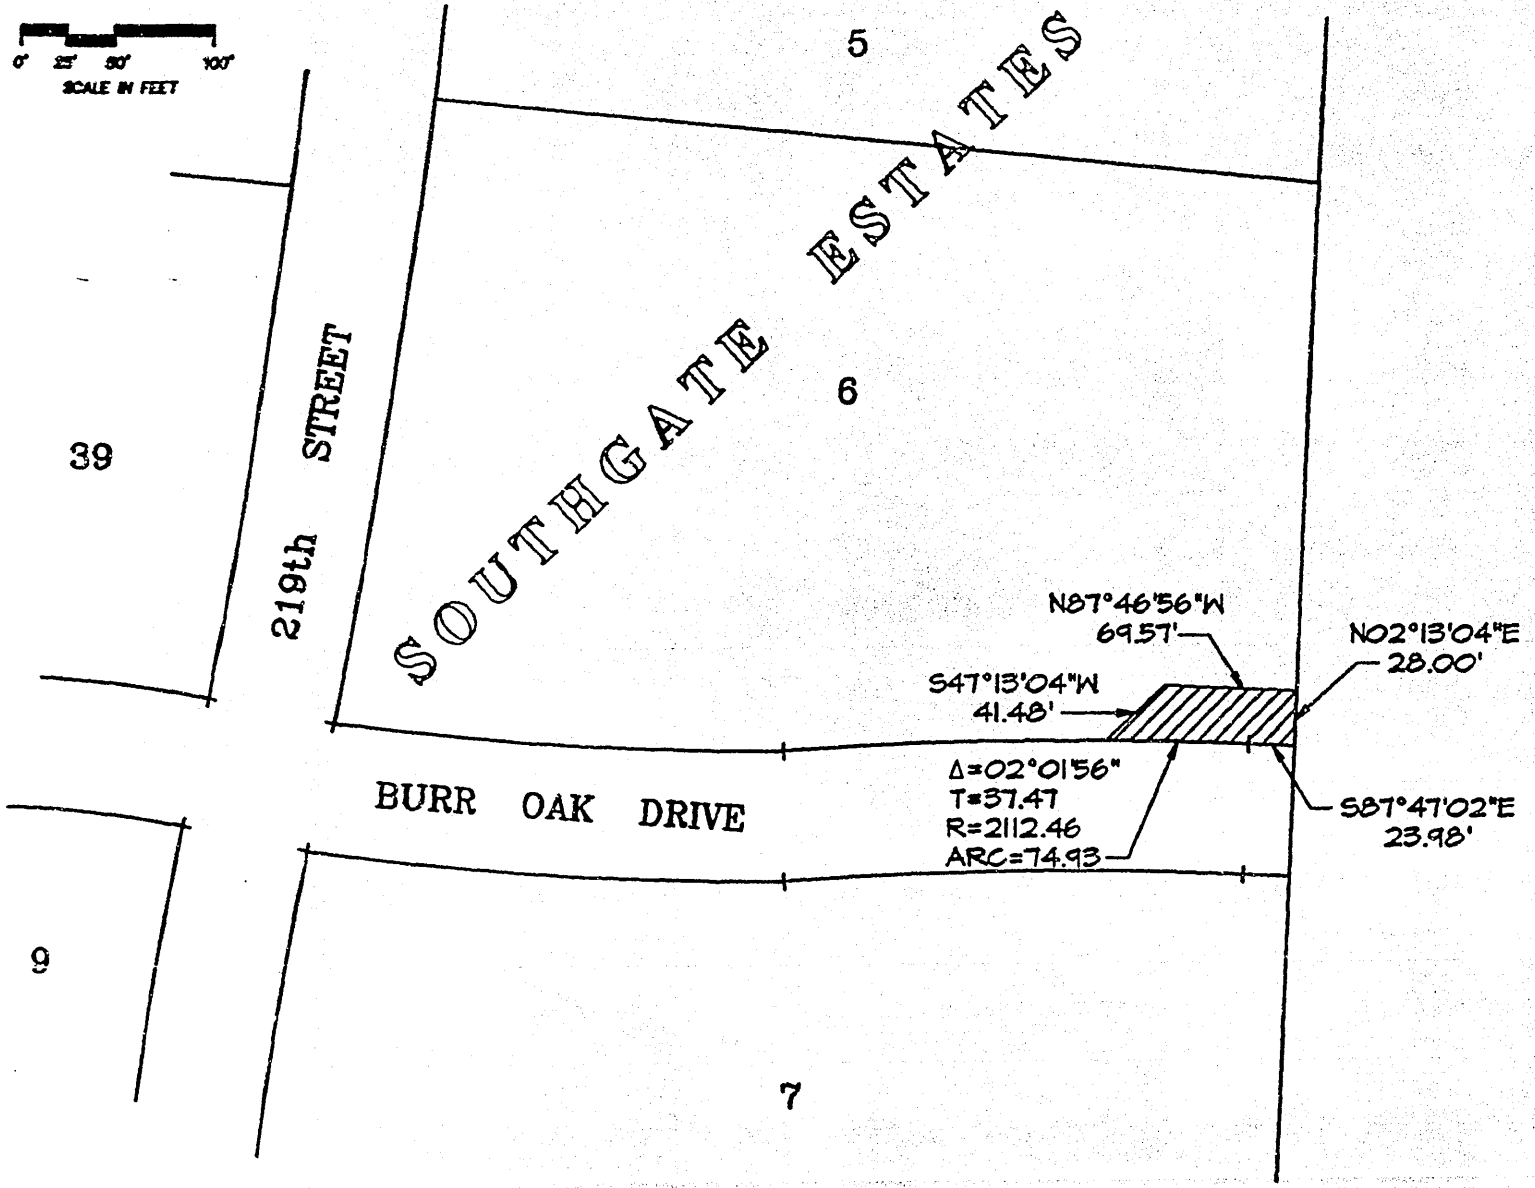 0' 25' 50' 100'
SCALE IN FEET
5
SOUTHGATE ESTATES
6
39
219th STREET
N87°46'56"W
69.57'
N02°13'04"E
28.00'
S47°13'04"W
41.48'
Δ=02°01'56"
T=37.47
R=2112.46
ARC=74.93
S87°47'02"E
23.98'
BURR OAK DRIVE
9
7